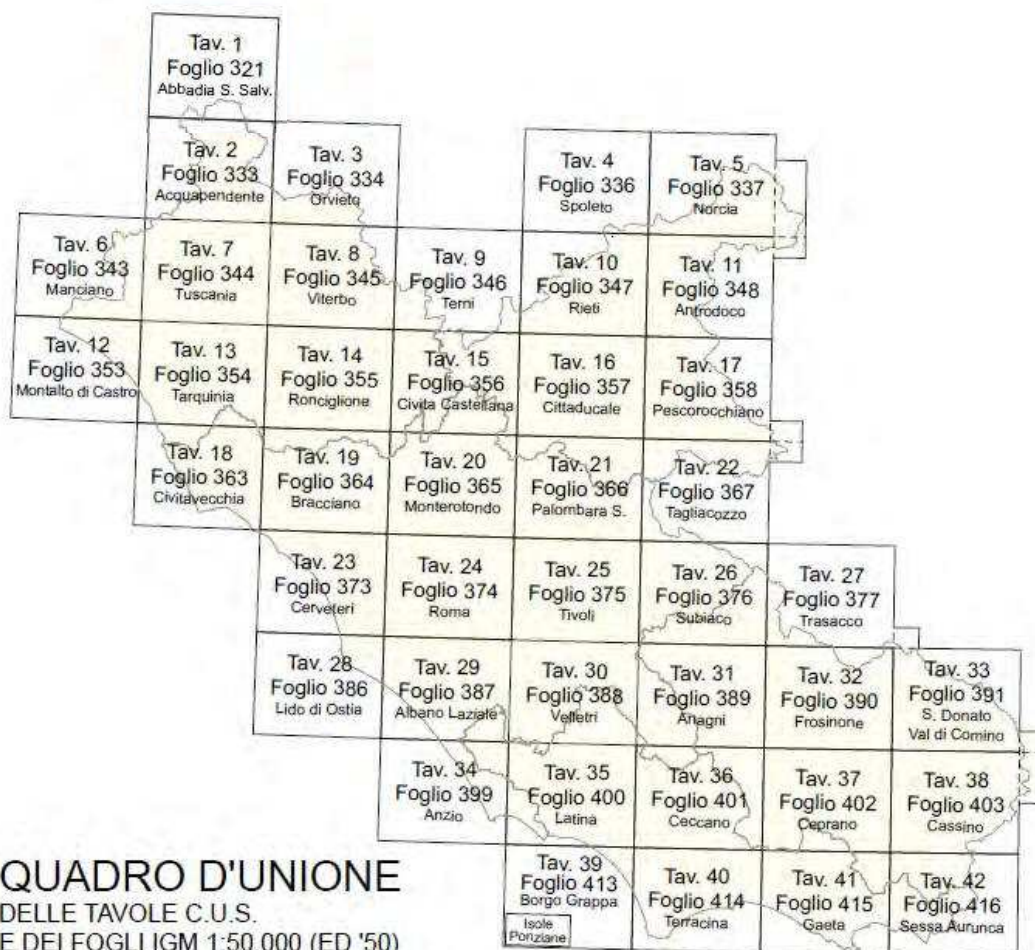 Tav. 1
Foglio 321
Abbadia S. Salv.
Tav. 2
Foglio 333
Acquapendente
Tav. 3
Foglio 334
Orvieto
Tav. 4
Foglio 336
Spoleto
Tav. 5
Foglio 337
Norcia
Tav. 6
Foglio 343
Manciano
Tav. 7
Foglio 344
Tuscania
Tav. 8
Foglio 345
Viterbo
Tav. 9
Foglio 346
Terni
Tav. 10
Foglio 347
Rieti
Tav. 11
Foglio 348
Antrodoco
Tav. 12
Foglio 353
Montalto di Castro
Tav. 13
Foglio 354
Tarquinia
Tav. 14
Foglio 355
Ronciglione
Tav. 15
Foglio 356
Civita Castellana
Tav. 16
Foglio 357
Cittaducale
Tav. 17
Foglio 358
Pescorocchiano
Tav. 18
Foglio 363
Civitavecchia
Tav. 19
Foglio 364
Bracciano
Tav. 20
Foglio 365
Monterotondo
Tav. 21
Foglio 366
Palombara S.
Tav. 22
Foglio 367
Tagliacozzo
Tav. 23
Foglio 373
Cerveteri
Tav. 24
Foglio 374
Roma
Tav. 25
Foglio 375
Tivoli
Tav. 26
Foglio 376
Subiaco
Tav. 27
Foglio 377
Trasacco
Tav. 28
Foglio 386
Lido di Ostia
Tav. 29
Foglio 387
Albano Laziale
Tav. 30
Foglio 388
Velletri
Tav. 31
Foglio 389
Anagni
Tav. 32
Foglio 390
Frosinone
Tav. 33
Foglio 391
S. Donato
Val di Comino
Tav. 34
Foglio 399
Anzio
Tav. 35
Foglio 400
Latina
Tav. 36
Foglio 401
Ceccano
Tav. 37
Foglio 402
Ceprano
Tav. 38
Foglio 403
Cassino
Tav. 39
Foglio 413
Borgo Grappa
Isole
Ponziane
Tav. 40
Foglio 414
Terracina
Tav. 41
Foglio 415
Gaeta
Tav. 42
Foglio 416
Sessa Aurunca
QUADRO D'UNIONE
DELLE TAVOLE C.U.S.
E DEI FOGLI IGM 1:50.000 (ED '50)